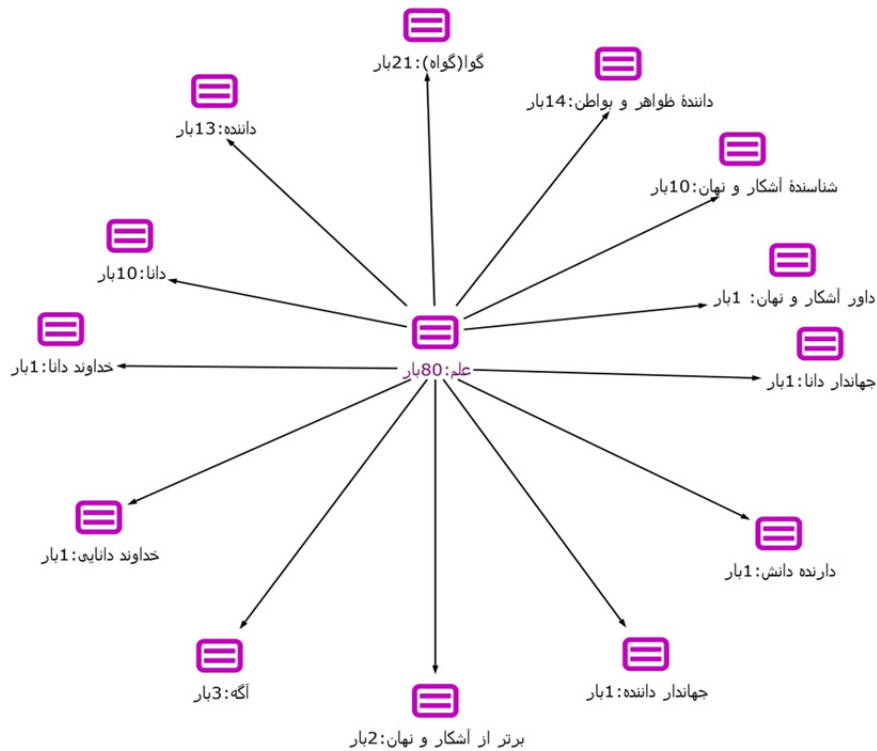 گوا(گواه):21بار
دانندهٔ ظواهر و بواطن:14بار
داننده:13بار
شناسندهٔ آشکار و نهان:10بار
دانا:10بار
داور آشکار و نهان: 1بار
خداوند دانا:1بار
علم:80بار
جهاندار دانا:1بار
خداوند دانایی:1بار
دارنده دانش:1بار
آگه:3بار
جهاندار داننده:1بار
برتر از آشکار و نهان:2بار